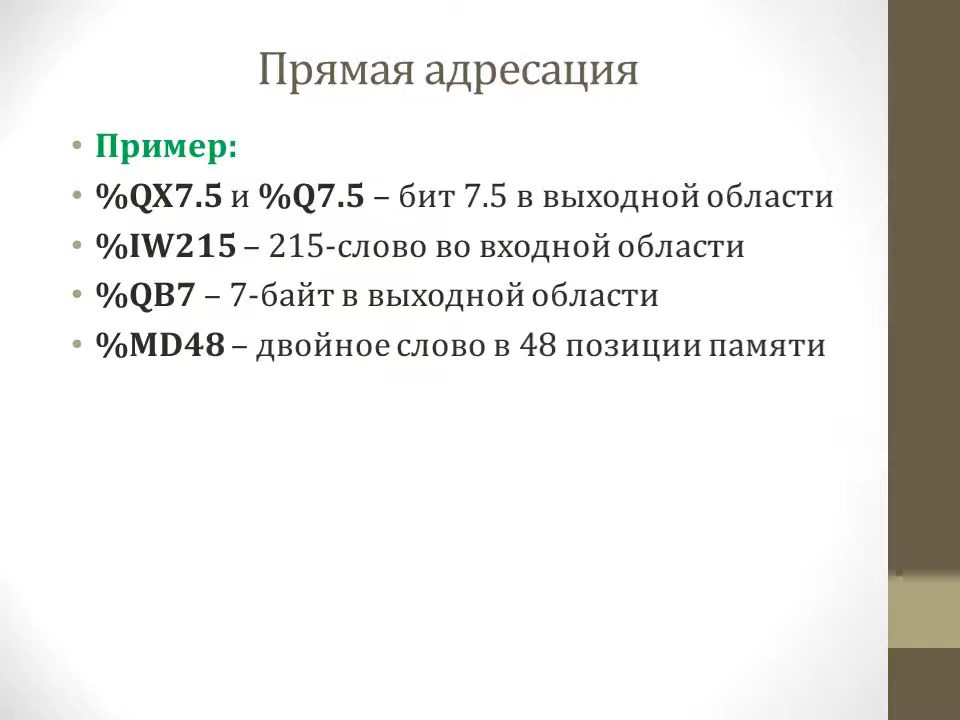 Прямая адресация
• Пример:
• %QX7.5 и %Q7.5 – бит 7.5 в выходной области
• %IW215 – 215-слово во входной области
• %QB7 – 7-байт в выходной области
• %MD48 – двойное слово в 48 позиции памяти